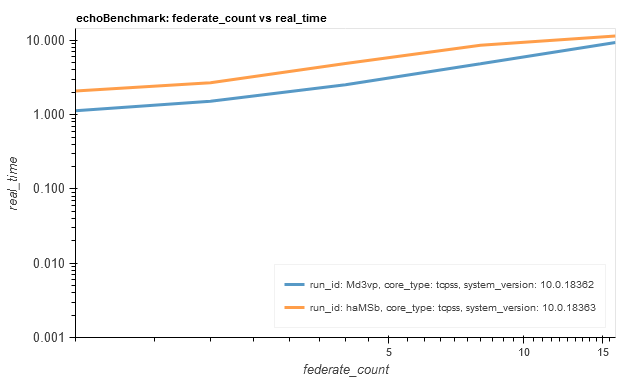 echoBenchmark: federate_count vs real_time
10.000
1.000
0.100
0.010
0.001
real_time
run_id: Md3vp, core_type: tcpss, system_version: 10.0.18362
run_id: haMSb, core_type: tcpss, system_version: 10.0.18363
5
10
15
federate_count